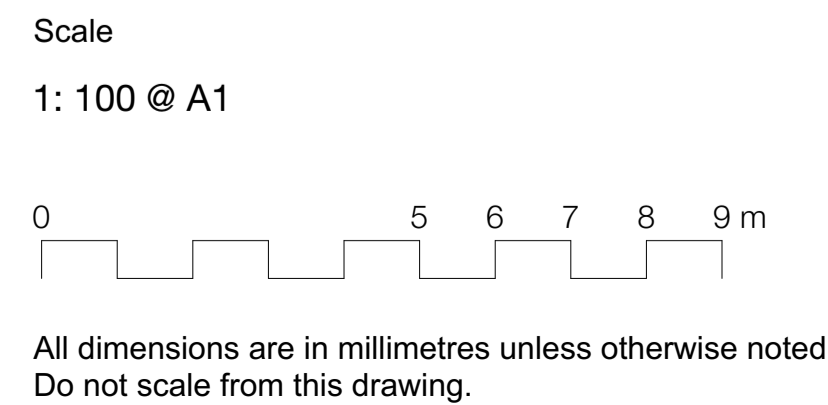 Scale
1: 100 @ A1
0 5 6 7 8 9 m
All dimensions are in millimetres unless otherwise noted
Do not scale from this drawing.